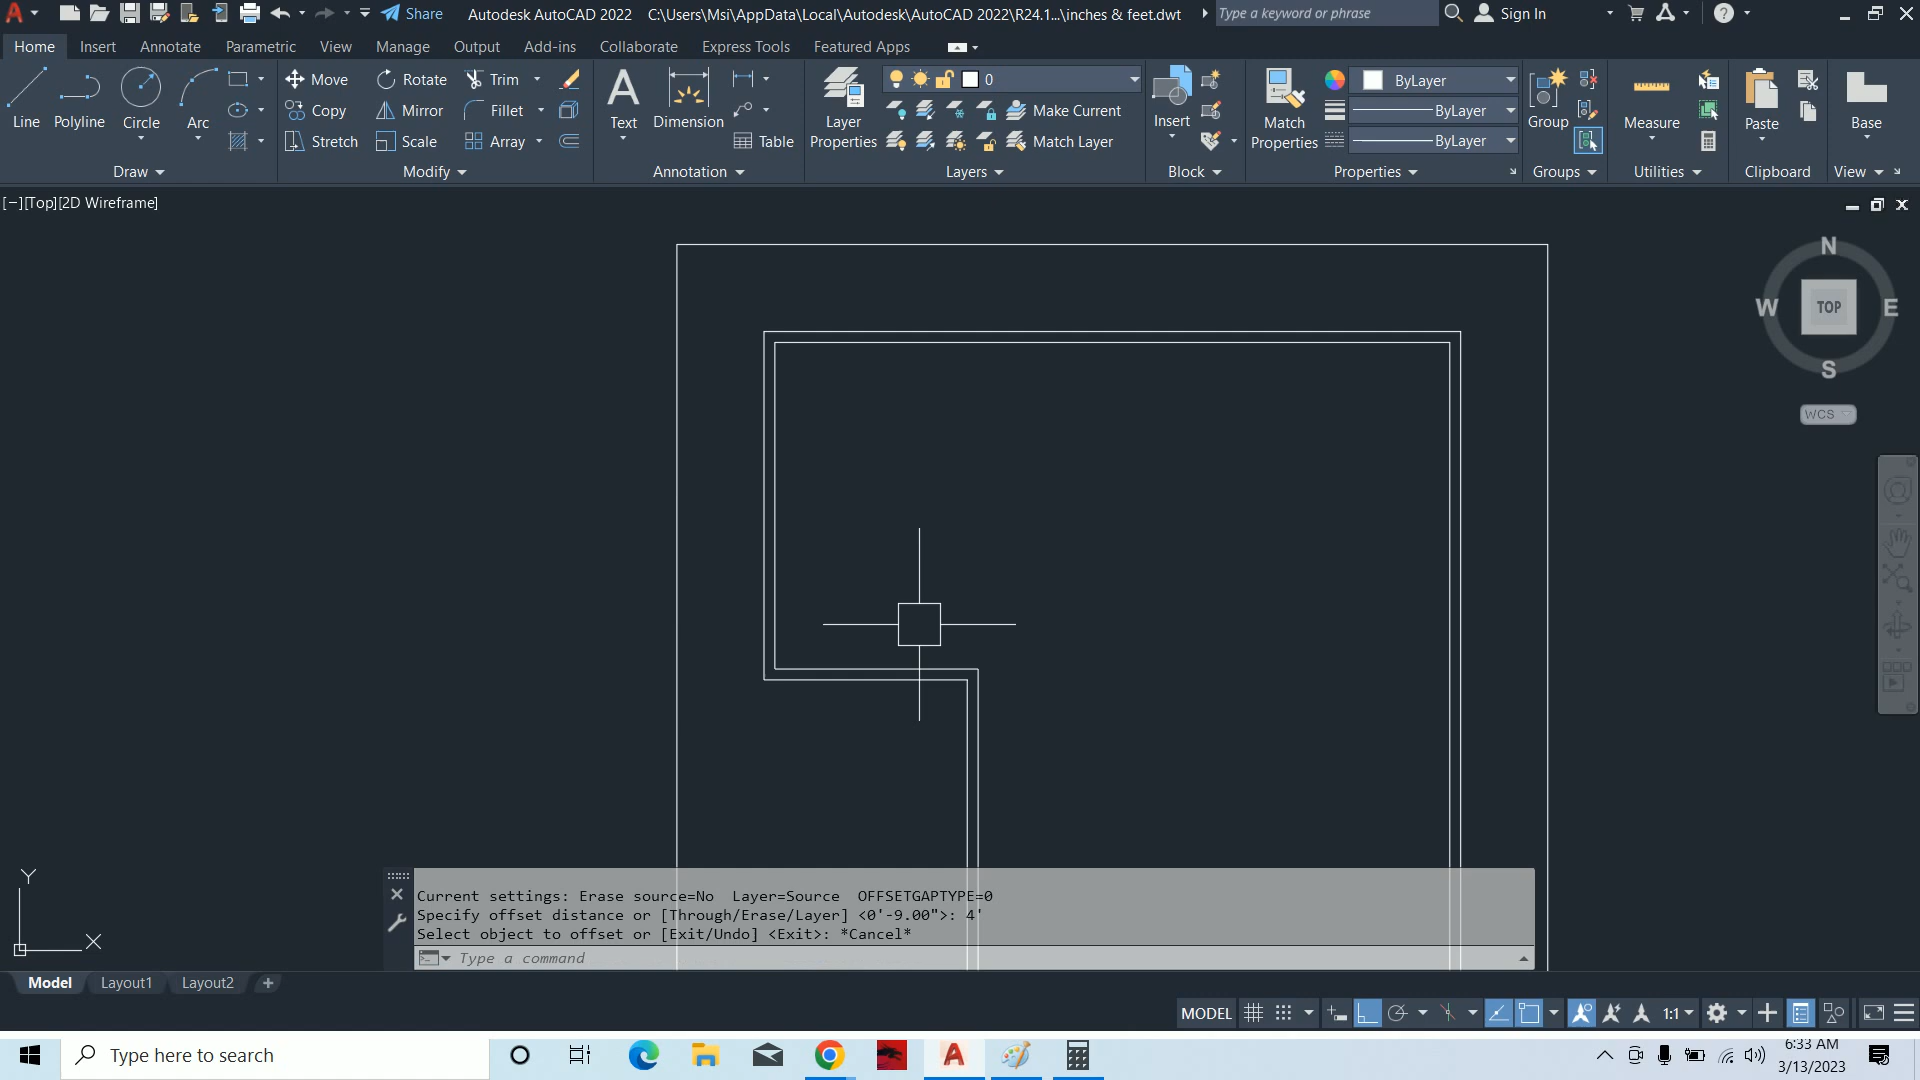 Share
Autodesk AutoCAD 2022 C:\Users\Msi\AppData\Local\Autodesk\AutoCAD 2022\R24.1...\inches & feet.dwt
Type a keyword or phrase
Sign In
Home Insert Annotate Parametric View Manage Output Add-ins Collaborate Express Tools Featured Apps
Line Polyline Circle Arc
Move Rotate Trim
Copy Mirror Fillet
Stretch Scale Array
Text Dimension Table
Layer Properties
0
Make Current
Match Layer
Insert
Match Properties
ByLayer
ByLayer
ByLayer
Group
Measure
Paste
Base
Draw Modify Annotation Layers Block Properties Groups Utilities Clipboard View
[−][Top][2D Wireframe]
N
W TOP E
S
WCS
Y
X
Current settings: Erase source=No Layer=Source OFFSETGAPTYPE=0
Specify offset distance or [Through/Erase/Layer] <0'-9.00">: 4'
Select object to offset or [Exit/Undo] <Exit>: *Cancel*
Type a command
Model Layout1 Layout2 +
MODEL 1:1
Type here to search
6:33 AM
3/13/2023